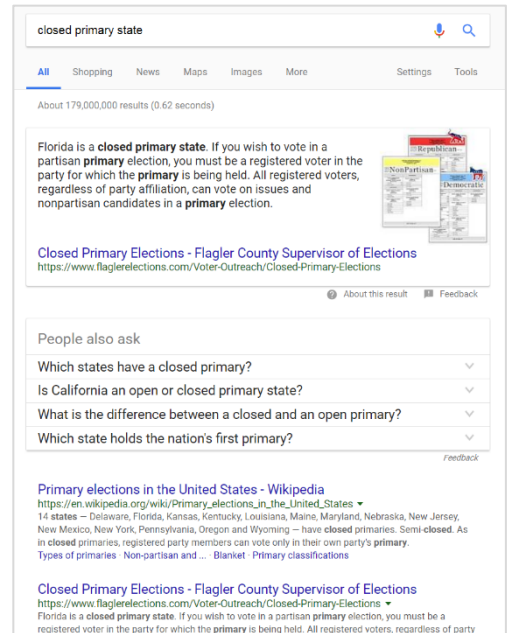 closed primary state
All Shopping News Maps Images More Settings Tools
About 179,000,000 results (0.62 seconds)
Florida is a closed primary state. If you wish to vote in a
partisan primary election, you must be a registered voter in the
party for which the primary is being held. All registered voters,
regardless of party affiliation, can vote on issues and
nonpartisan candidates in a primary election.
Republican
NonPartisan
Democratic
Closed Primary Elections - Flagler County Supervisor of Elections
https://www.flaglerelections.com/Voter-Outreach/Closed-Primary-Elections
About this result Feedback
People also ask
Which states have a closed primary?
Is California an open or closed primary state?
What is the difference between a closed and an open primary?
Which state holds the nation's first primary?
Feedback
Primary elections in the United States - Wikipedia
https://en.wikipedia.org/wiki/Primary_elections_in_the_United_States
14 states — Delaware, Florida, Kansas, Kentucky, Louisiana, Maine, Maryland, Nebraska, New Jersey,
New Mexico, New York, Pennsylvania, Oregon and Wyoming — have closed primaries. Semi-closed. As
in closed primaries, registered party members can vote only in their own party's primary.
Types of primaries · Non-partisan and ... · Blanket · Primary classifications
Closed Primary Elections - Flagler County Supervisor of Elections
https://www.flaglerelections.com/Voter-Outreach/Closed-Primary-Elections
Florida is a closed primary state. If you wish to vote in a partisan primary election, you must be a
registered voter in the party for which the primary is being held. All registered voters, regardless of party